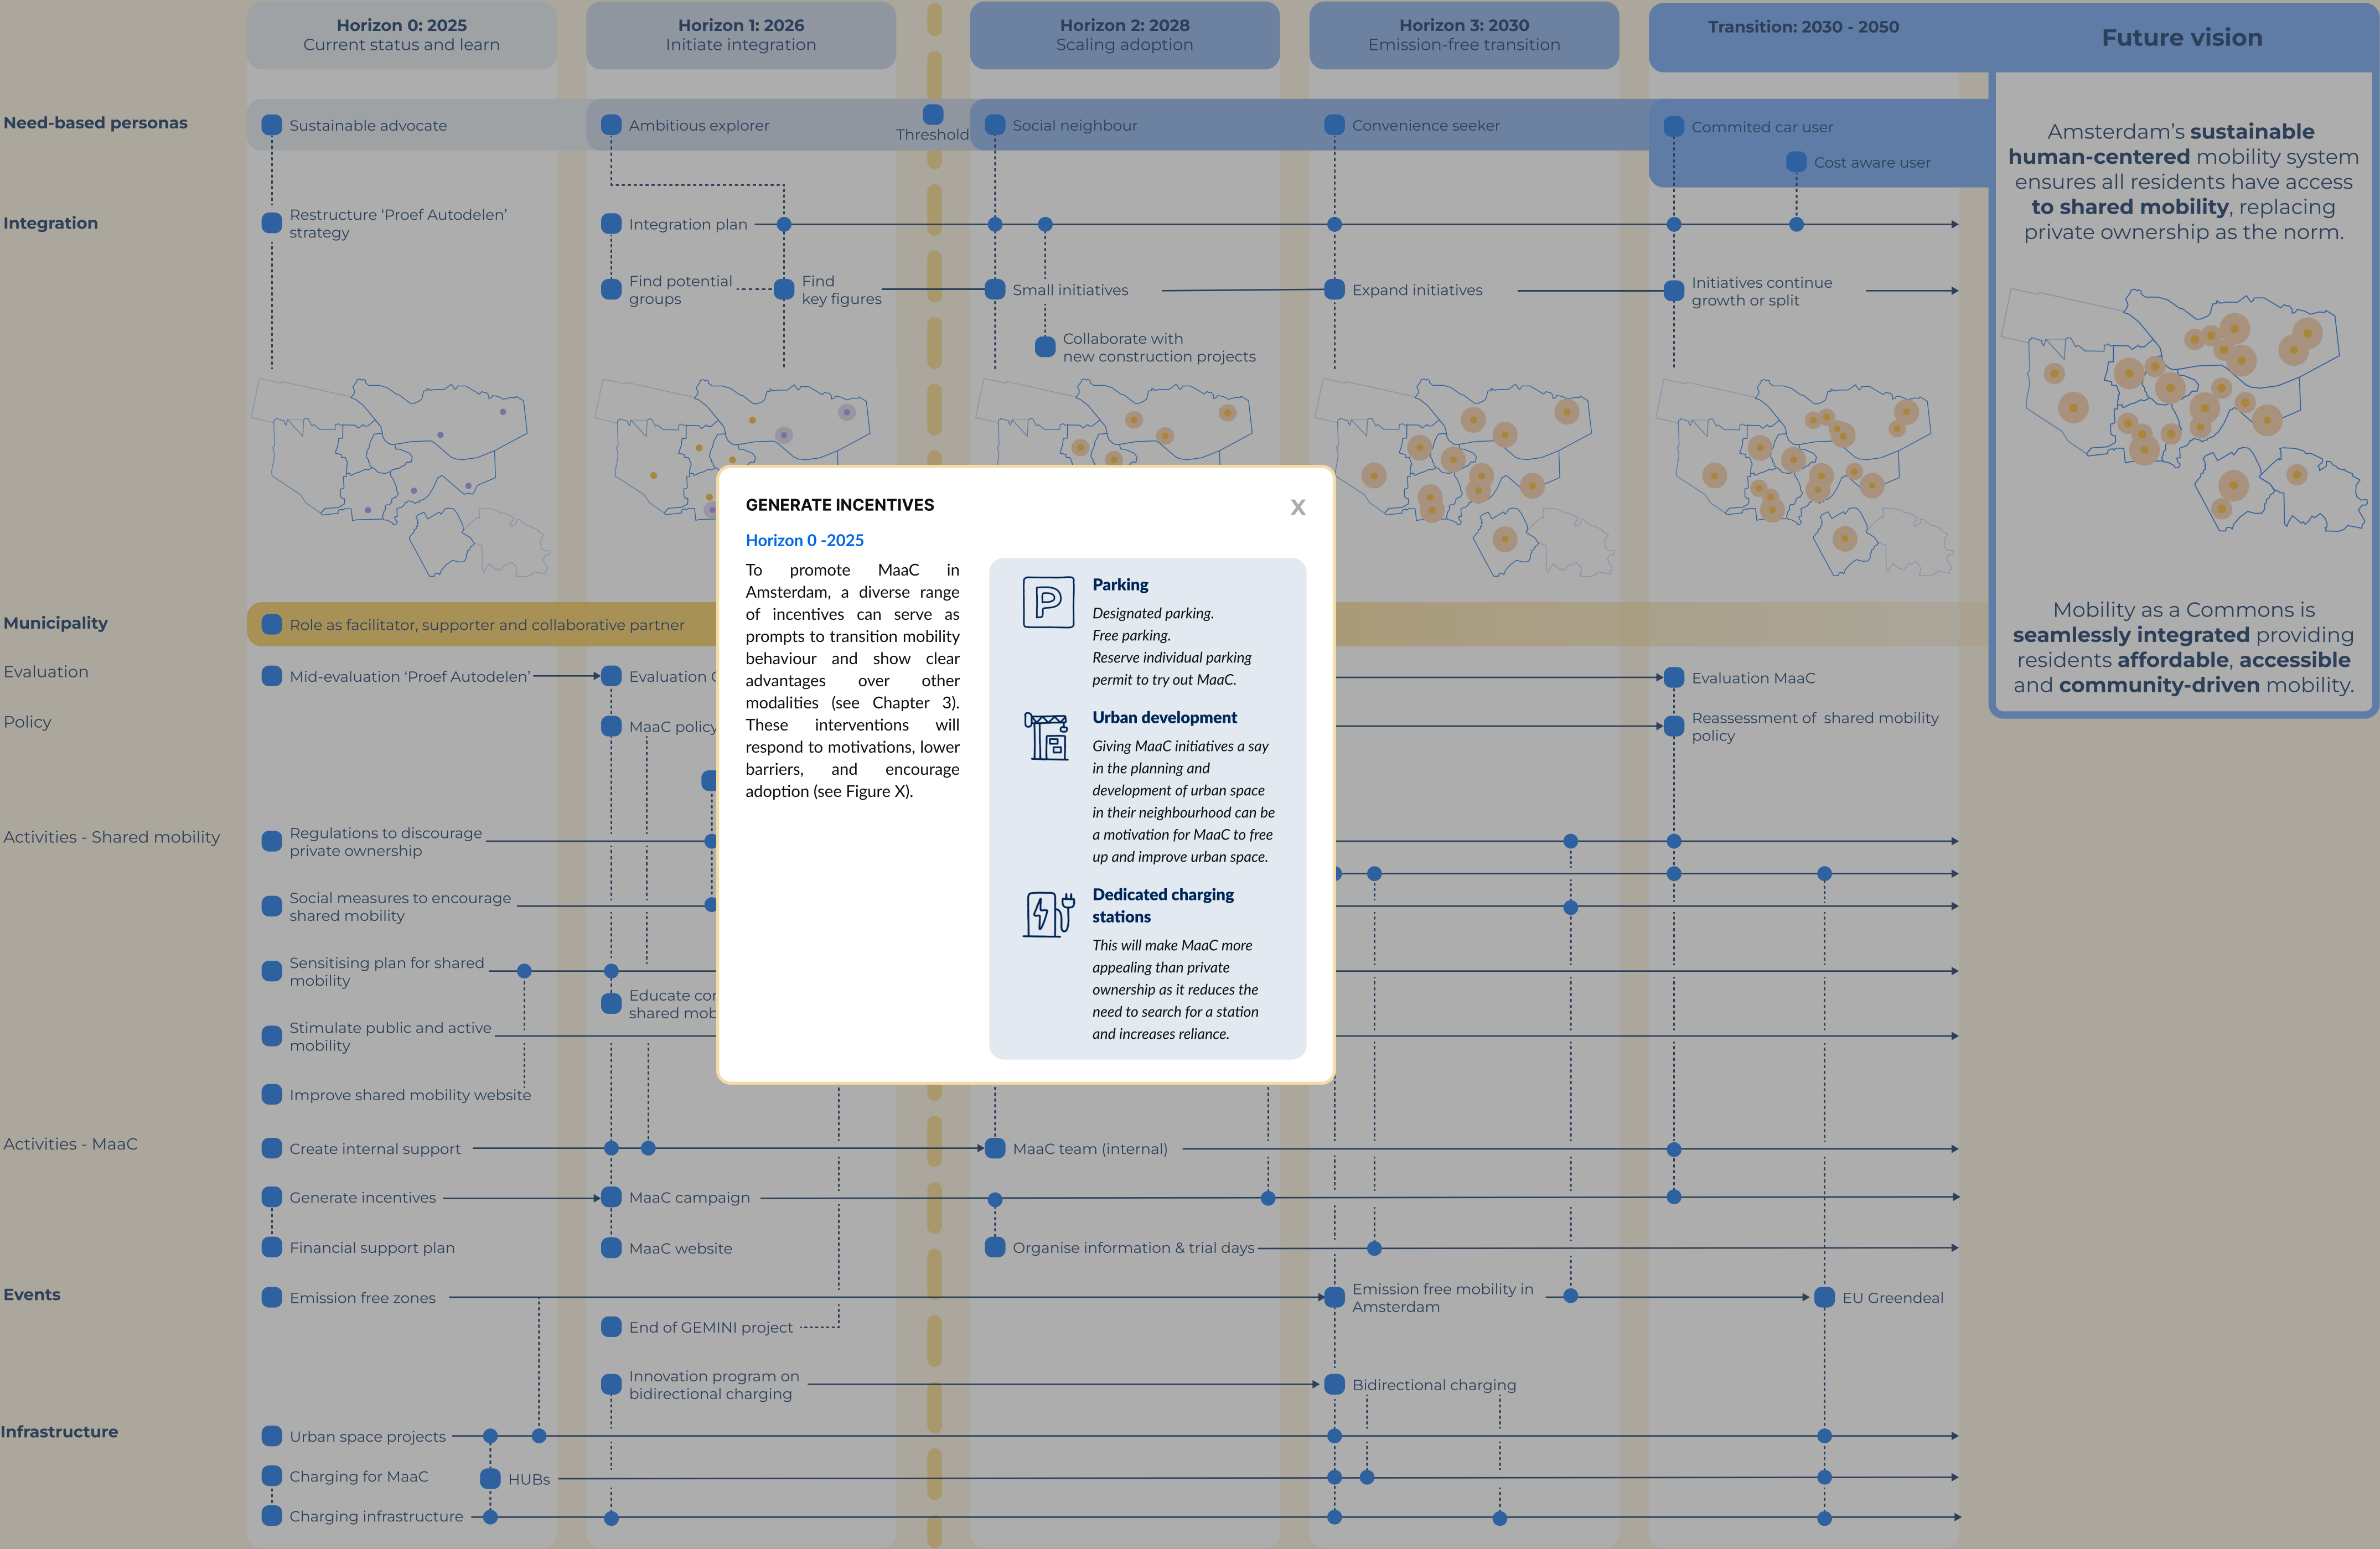 Horizon 0: 2025
Current status and learn
Horizon 1: 2026
Initiate integration
Horizon 2: 2028
Scaling adoption
Horizon 3: 2030
Emission-free transition
Transition: 2030 - 2050
Future vision
Need-based personas
Sustainable advocate
Ambitious explorer
Threshold
Social neighbour
Convenience seeker
Commited car user
Cost aware user
Amsterdam's sustainable
human-centered mobility system
ensures all residents have access
to shared mobility, replacing
private ownership as the norm.
Integration
Restructure 'Proef Autodelen'
strategy
Integration plan
Find potential
groups
Find
key figures
Small initiatives
Expand initiatives
Initiatives continue
growth or split
Collaborate with
new construction projects
GENERATE INCENTIVES
X
Horizon 0 -2025
To promote MaaC in
Amsterdam, a diverse range
of incentives can serve as
prompts to transition mobility
behaviour and show clear
advantages over other
modalities (see Chapter 3).
These interventions will
respond to motivations, lower
barriers, and encourage
adoption (see Figure X).
P
Parking
Designated parking.
Free parking.
Reserve individual parking
permit to try out MaaC.
Urban development
Giving MaaC initiatives a say
in the planning and
development of urban space
in their neighbourhood can be
a motivation for MaaC to free
up and improve urban space.
Dedicated charging
stations
This will make MaaC more
appealing than private
ownership as it reduces the
need to search for a station
and increases reliance.
Mobility as a Commons is
seamlessly integrated providing
residents affordable, accessible
and community-driven mobility.
Municipality
Role as facilitator, supporter and collaborative partner
Evaluation
Mid-evaluation 'Proef Autodelen'
Evaluation
Evaluation MaaC
Policy
MaaC policy
Reassessment of shared mobility
policy
Activities - Shared mobility
Regulations to discourage
private ownership
Social measures to encourage
shared mobility
Sensitising plan for shared
mobility
Educate
shared
Stimulate public and active
mobility
Improve shared mobility website
Activities - MaaC
Create internal support
MaaC team (internal)
Generate incentives
MaaC campaign
Financial support plan
MaaC website
Organise information & trial days
Events
Emission free zones
Emission free mobility in
Amsterdam
EU Greendeal
End of GEMINI project
Innovation program on
bidirectional charging
Bidirectional charging
Infrastructure
Urban space projects
Charging for MaaC
HUBs
Charging infrastructure